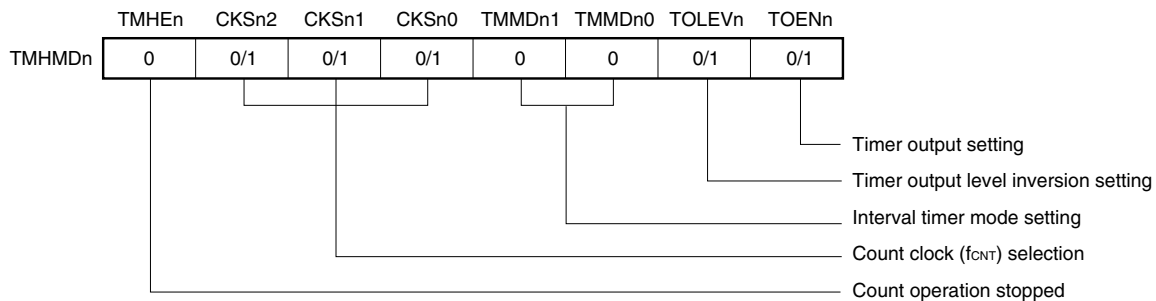 TMHEn CKSn2 CKSn1 CKSn0 TMMDn1 TMMDn0 TOLEVn TOENn
TMHMDn 0 0/1 0/1 0/1 0 0 0/1 0/1
Timer output setting
Timer output level inversion setting
Interval timer mode setting
Count clock (fCNT) selection
Count operation stopped